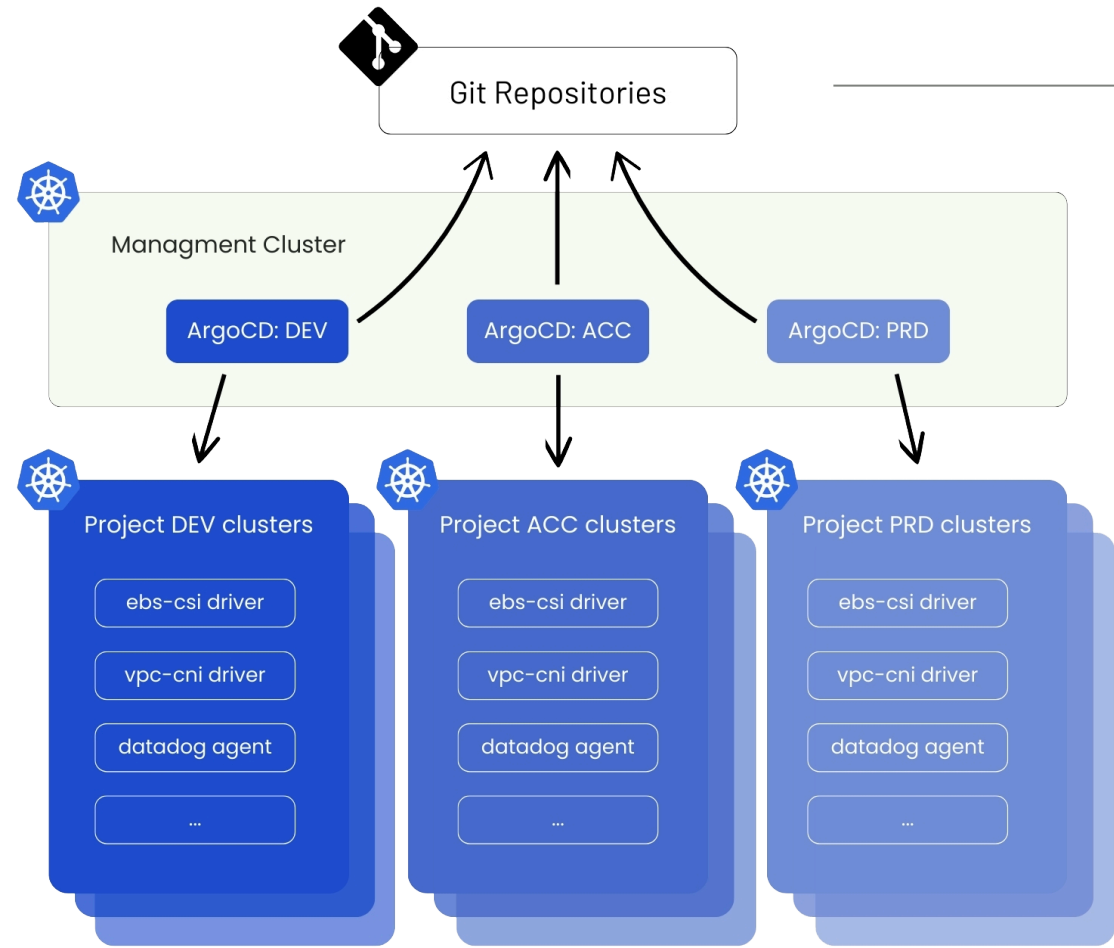 Git Repositories
Managment Cluster
ArgoCD: DEV
ArgoCD: ACC
ArgoCD: PRD
Project DEV clusters
ebs-csi driver
vpc-cni driver
datadog agent
...
Project ACC clusters
ebs-csi driver
vpc-cni driver
datadog agent
...
Project PRD clusters
ebs-csi driver
vpc-cni driver
datadog agent
...